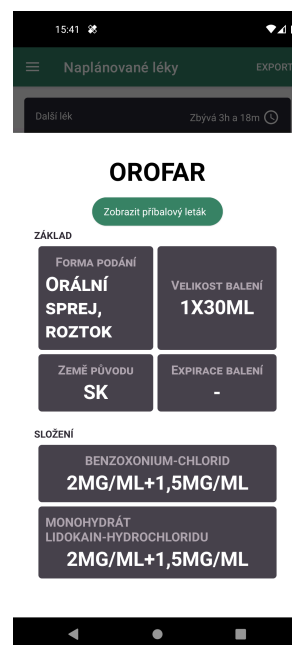 15:41
Naplánované léky
EXPORT
Další lék
Zbývá 3h a 18m
OROFAR
Zobrazit příbalový leták
ZÁKLAD
FORMA PODÁNÍ
ORÁLNÍ
SPREJ,
ROZTOK
VELIKOST BALENÍ
1X30ML
ZEMĚ PŮVODU
SK
EXPIRACE BALENÍ
-
SLOŽENÍ
BENZOXONIUM-CHLORID
2MG/ML+1,5MG/ML
MONOHYDRÁT
LIDOKAIN-HYDROCHLORIDU
2MG/ML+1,5MG/ML